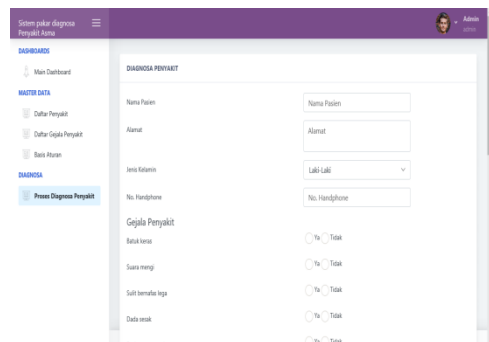 Sistem pakar diagnosa
Penyakit Asma
Admin
admin
DASHBOARDS
Main Dashboard
MASTER DATA
Daftar Penyakit
Daftar Gejala Penyakit
Basis Aturan
DIAGNOSA
Proses Diagnosa Penyakit
DIAGNOSA PENYAKIT
Nama Pasien Nama Pasien
Alamat Alamat
Jenis Kelamin Laki-Laki
No. Handphone No. Handphone
Gejala Penyakit
Batuk keras Ya Tidak
Suara mengi Ya Tidak
Sulit bernafas lega Ya Tidak
Dada sesak Ya Tidak
Ya Tidak